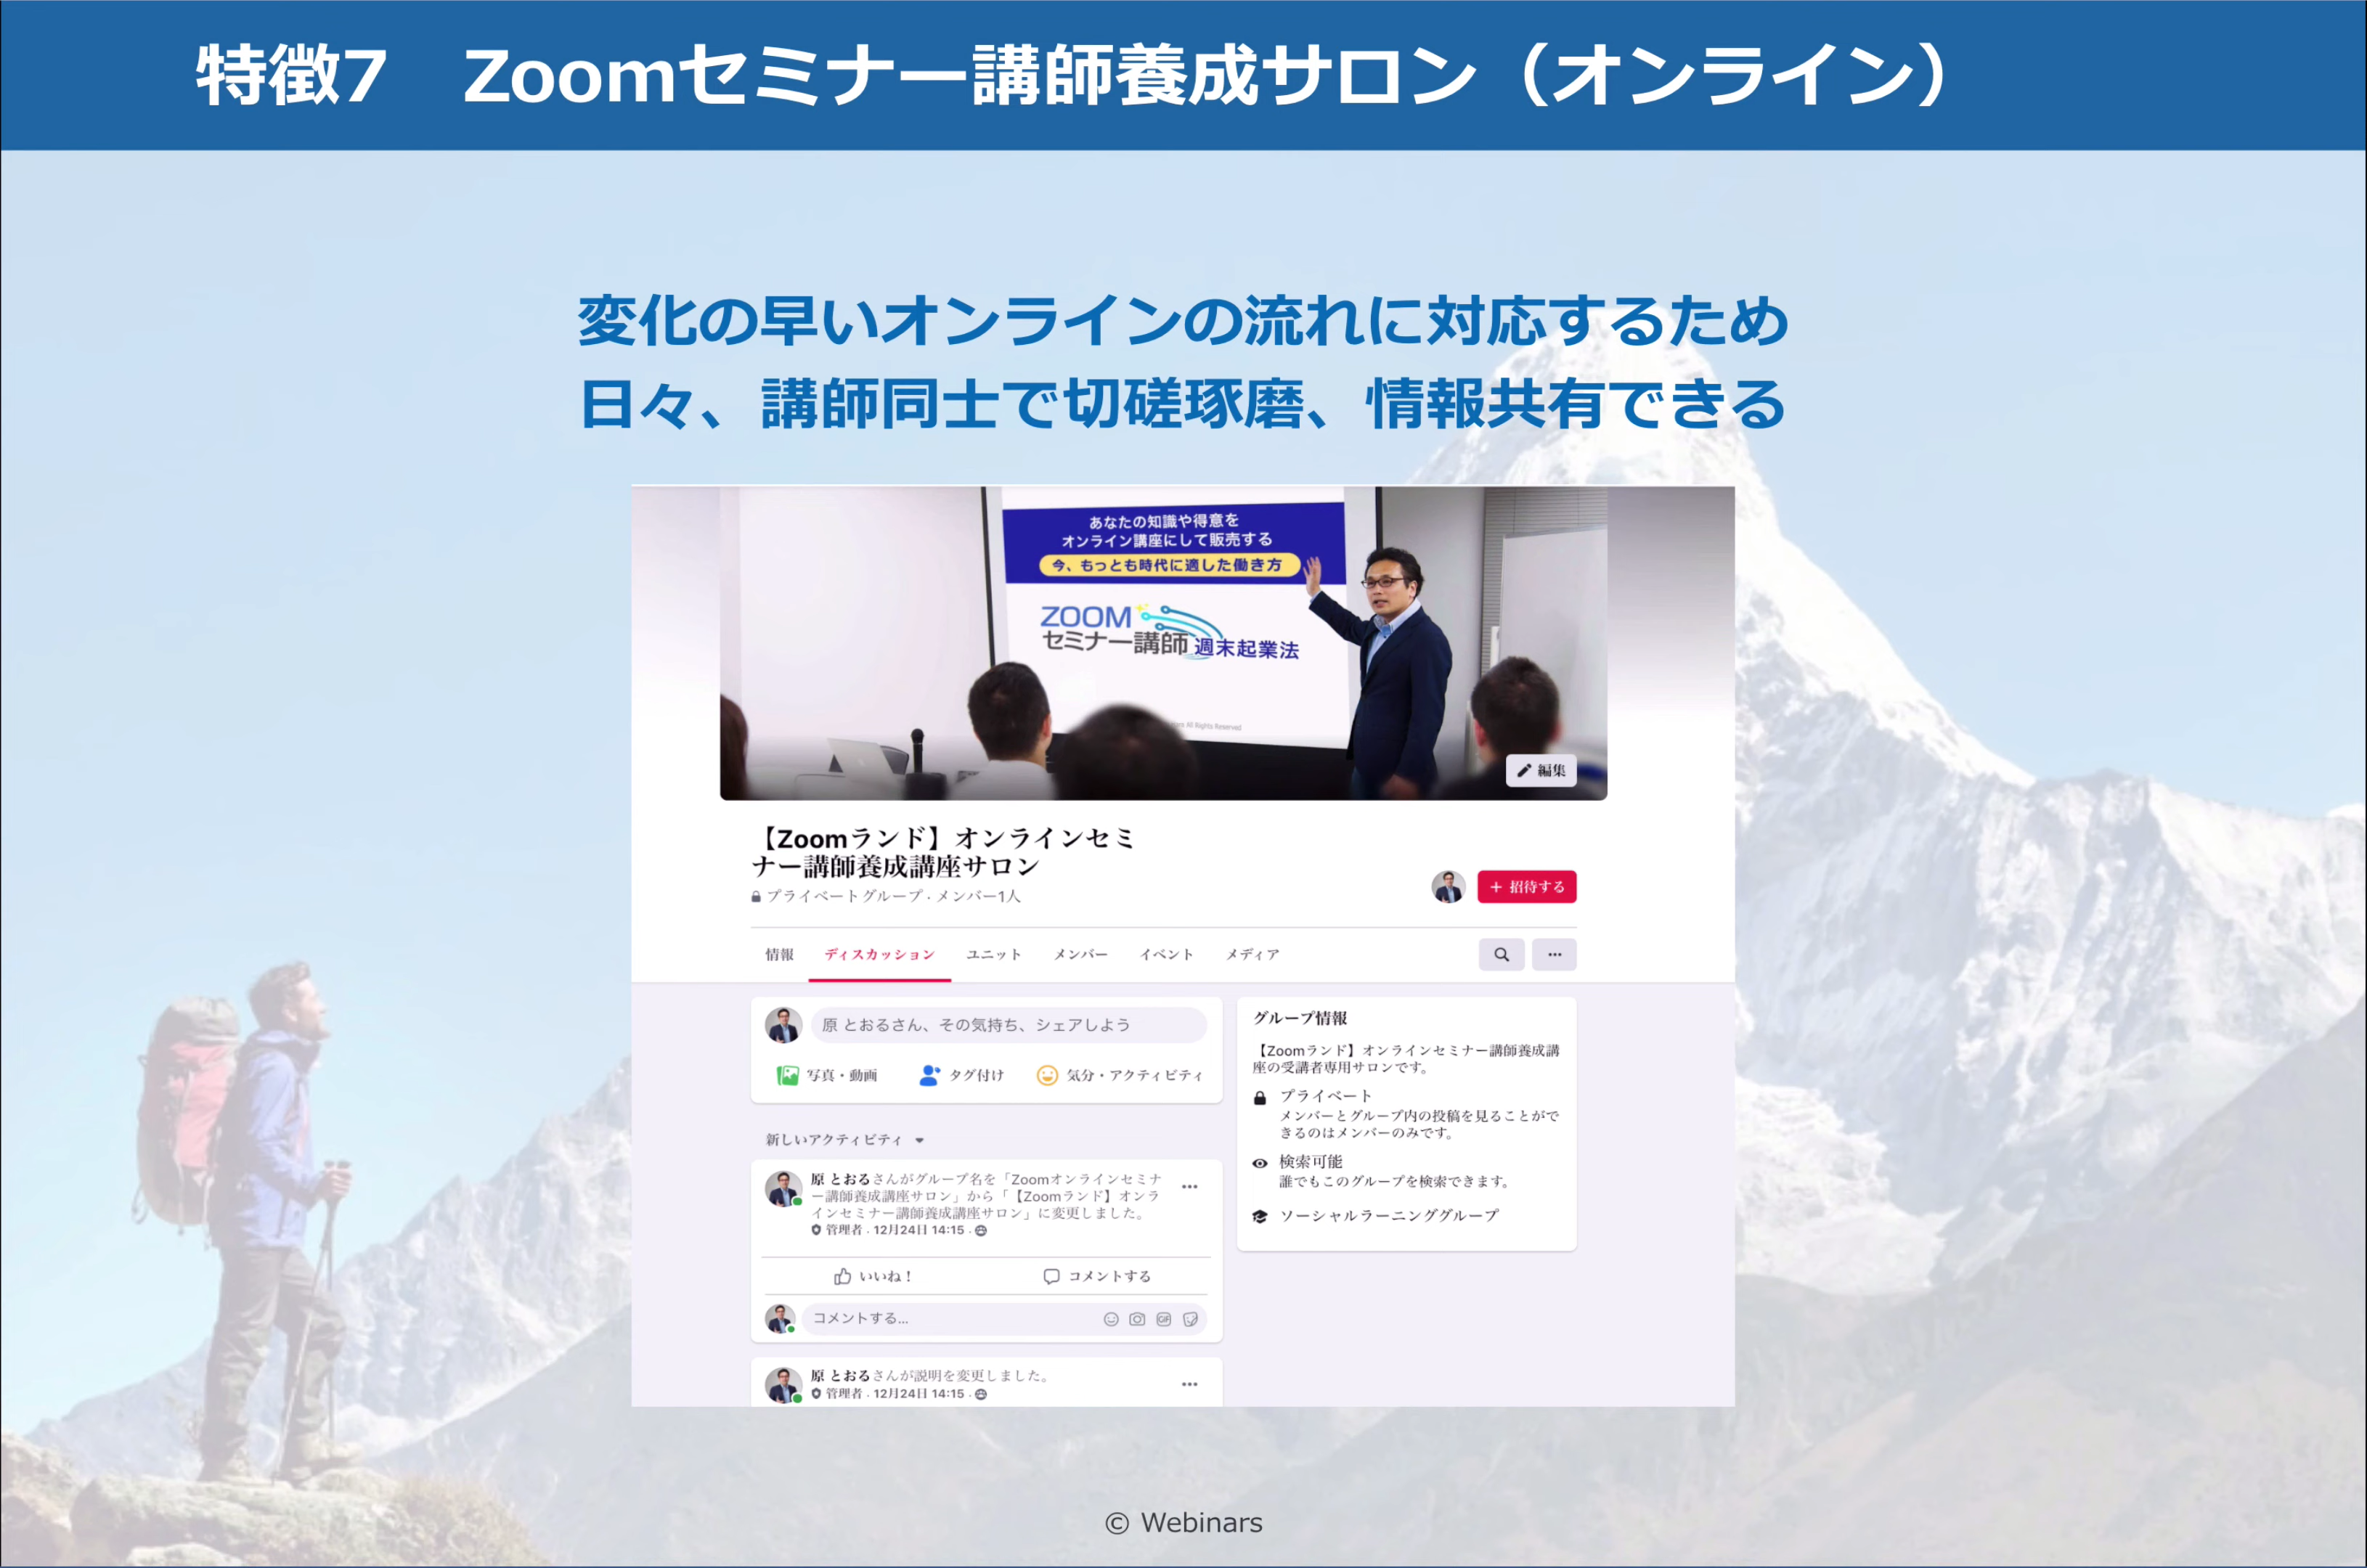 特徴7　Zoomセミナー講師養成サロン（オンライン）
変化の早いオンラインの流れに対応するため
日々、講師同士で切磋琢磨、情報共有できる
あなたの知識や得意を
オンライン講座にして販売する
今、もっとも時代に適した働き方
ZOOM
セミナー講師 週末起業法
All Rights Reserved
編集
【Zoomランド】オンラインセミ
ナー講師養成講座サロン
プライベートグループ・メンバー1人
+ 招待する
情報 ディスカッション ユニット メンバー イベント メディア
原 とおるさん、その気持ち、シェアしよう
写真・動画 タグ付け 気分・アクティビティ
新しいアクティビティ
原 とおるさんがグループ名を「Zoomオンラインセミナ
ー講師養成講座サロン」から「【Zoomランド】オンラ
インセミナー講師養成講座サロン」に変更しました。
管理者・12月24日 14:15・
いいね！ コメントする
コメントする...
GIF
原 とおるさんが説明を変更しました。
管理者・12月24日 14:15・
グループ情報
【Zoomランド】オンラインセミナー講師養成講
座の受講者専用サロンです。
プライベート
メンバーとグループ内の投稿を見ることがで
きるのはメンバーのみです。
検索可能
誰でもこのグループを検索できます。
ソーシャルラーニンググループ
© Webinars